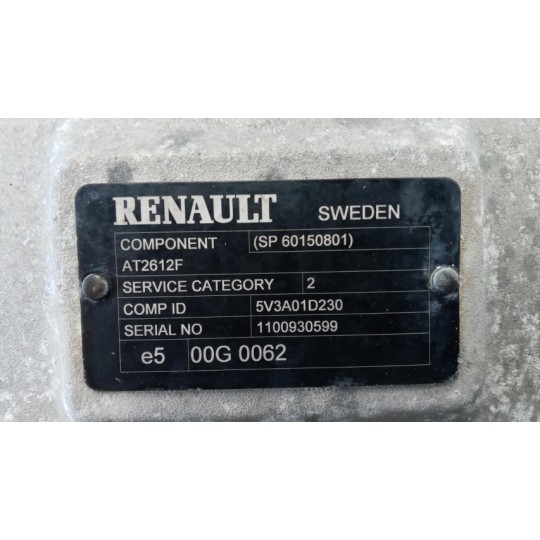 RENAULT SWEDEN
COMPONENT (SP 60150801)
AT2612F
SERVICE CATEGORY 2
COMP ID 5V3A01D230
SERIAL NO 1100930599
e5 00G 0062